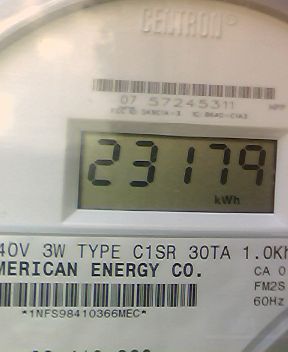 CENTRON®
07 57245311
23179
kWh
40V 3W TYPE C1SR 30TA 1.0Kh
MERICAN ENERGY CO.
CA 0
FM2S
60Hz
*1NFS98410366MEC*